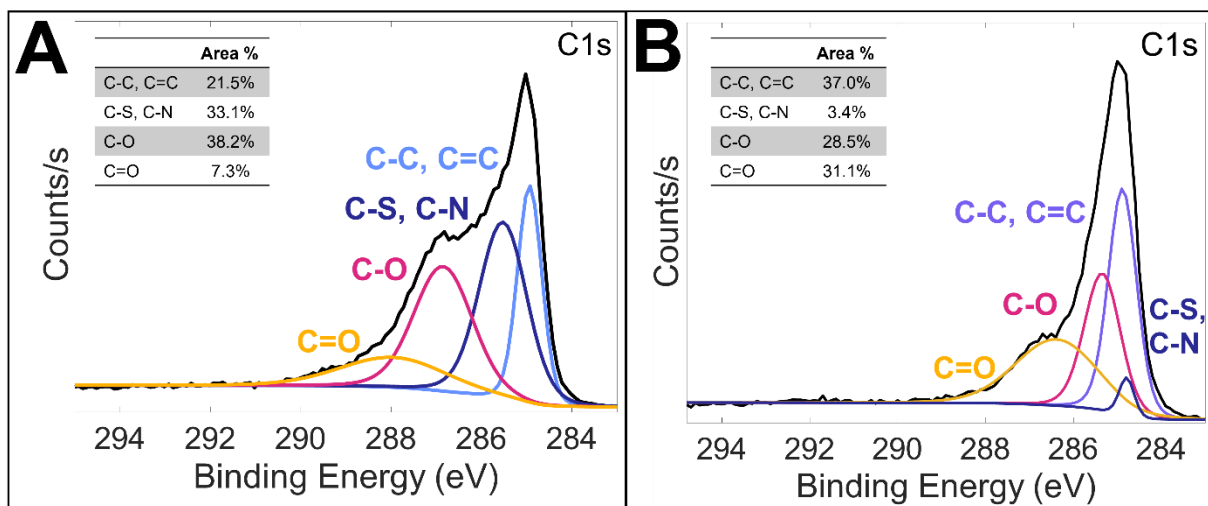 A
C1s
Area %
C-C, C=C 21.5%
C-S, C-N 33.1%
C-O 38.2%
C=O 7.3%
C-C, C=C
C-S, C-N
C-O
C=O
Counts/s
294 292 290 288 286 284
Binding Energy (eV)
B
C1s
Area %
C-C, C=C 37.0%
C-S, C-N 3.4%
C-O 28.5%
C=O 31.1%
C-C, C=C
C-O
C-S,
C-N
C=O
Counts/s
294 292 290 288 286 284
Binding Energy (eV)